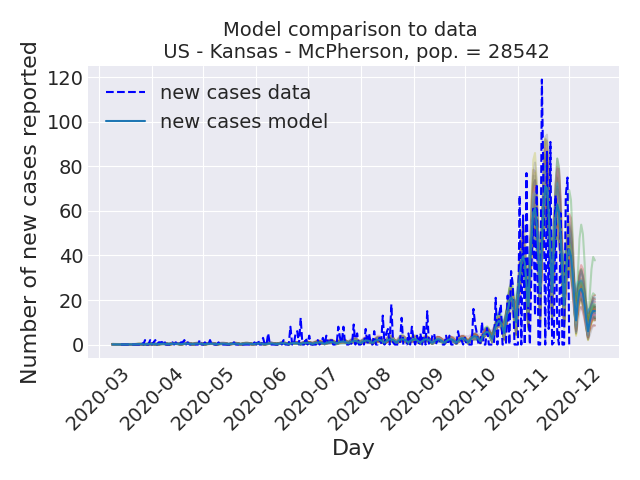 Model comparison to data
US - Kansas - McPherson, pop. = 28542
Number of new cases reported
120
100
80
60
40
20
0
new cases data
new cases model
2020-03
2020-04
2020-05
2020-06
2020-07
2020-08
2020-09
2020-10
2020-11
2020-12
Day